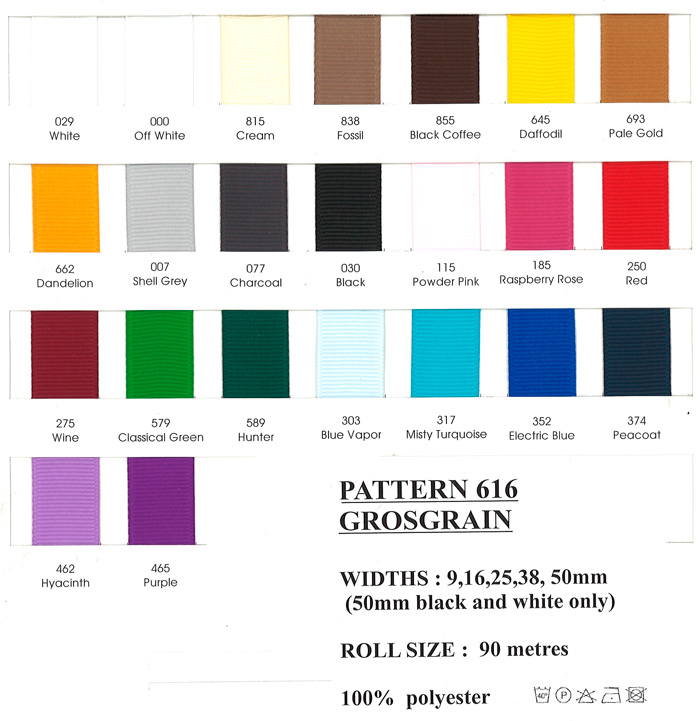 029 000 815 838 855 645 693
White Off White Cream Fossil Black Coffee Daffodil Pale Gold
662 007 077 030 115 185 250
Dandelion Shell Grey Charcoal Black Powder Pink Raspberry Rose Red
275 579 589 303 317 352 374
Wine Classical Green Hunter Blue Vapor Misty Turquoise Electric Blue Peacoat
462 465
Hyacinth Purple
PATTERN 616
GROSGRAIN
WIDTHS : 9,16,25,38, 50mm
(50mm black and white only)
ROLL SIZE : 90 metres
100% polyester 40° P